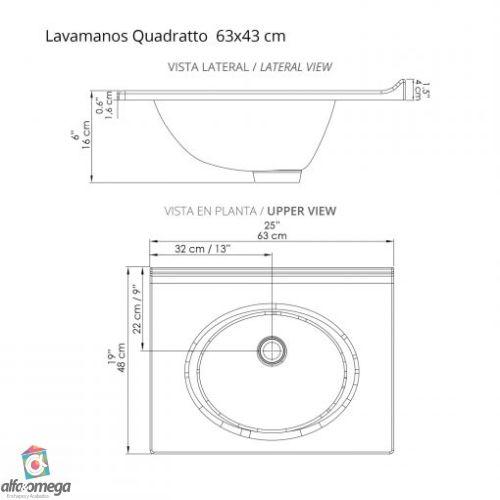 Lavamanos Quadratto 63x43 cm
VISTA LATERAL / LATERAL VIEW
0.6"
1,6 cm
6"
16 cm
1.5"
4 cm
VISTA EN PLANTA / UPPER VIEW
25"
63 cm
32 cm / 13"
22 cm / 9"
19"
48 cm
alfa omega
Enchapes y Acabados